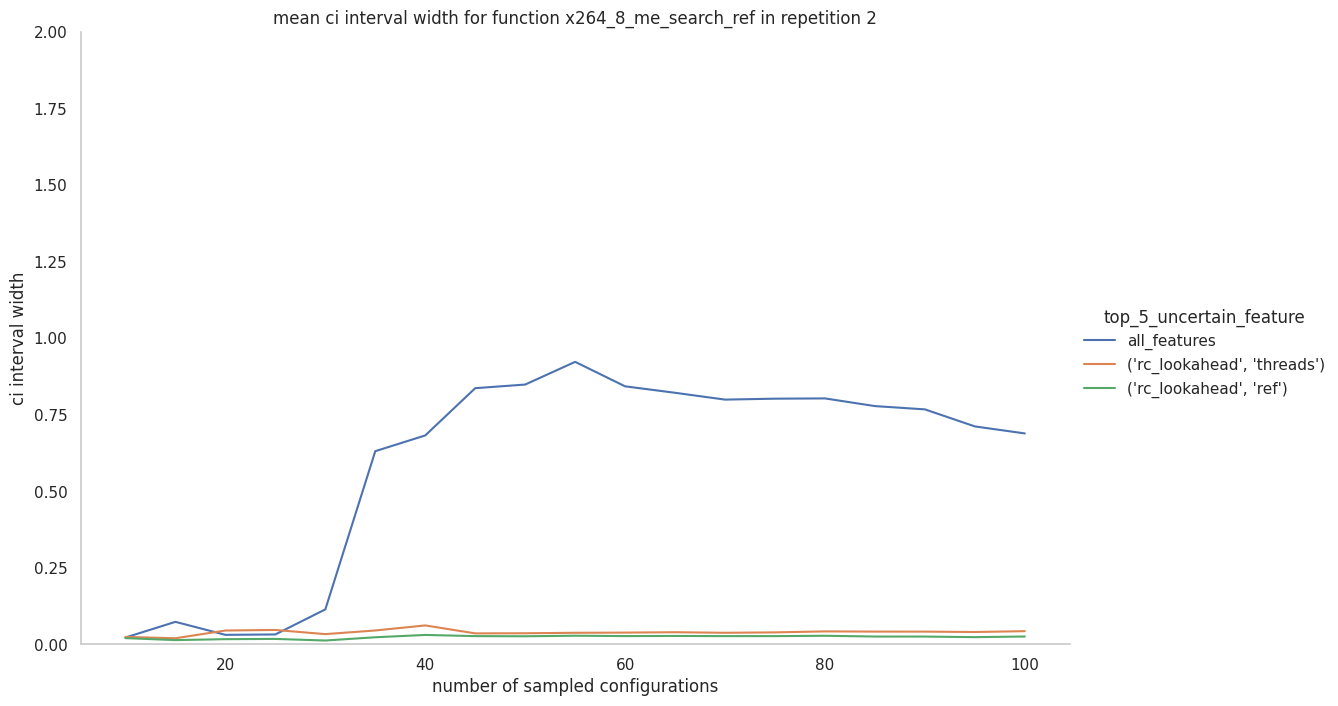 mean ci interval width for function x264_8_me_search_ref in repetition 2
2.00
1.75
1.50
1.25
1.00
0.75
0.50
0.25
0.00
ci interval width
20
40
60
80
100
number of sampled configurations
top_5_uncertain_feature
all_features
('rc_lookahead', 'threads')
('rc_lookahead', 'ref')